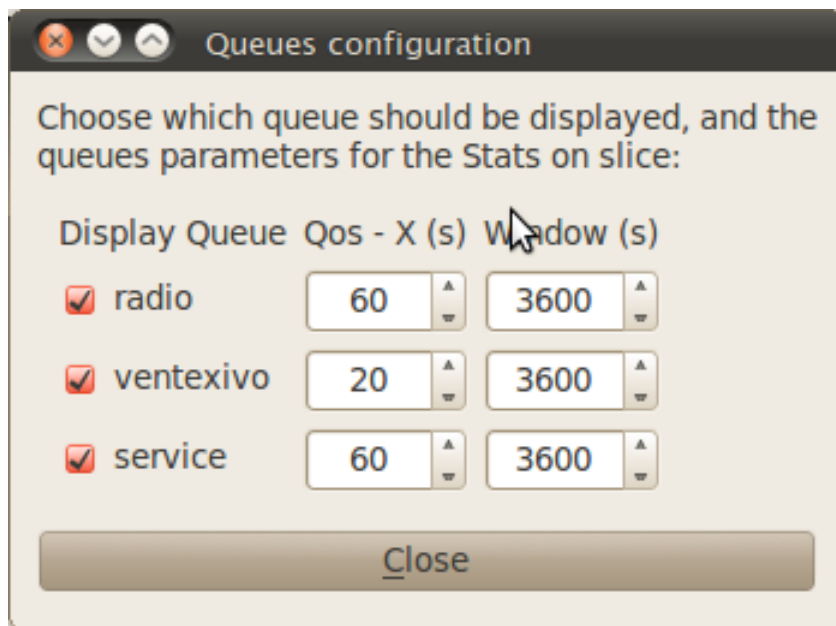 Queues configuration
Choose which queue should be displayed, and the
queues parameters for the Stats on slice:
Display Queue Qos - X (s) Window (s)
radio 60 3600
ventexivo 20 3600
service 60 3600
Close